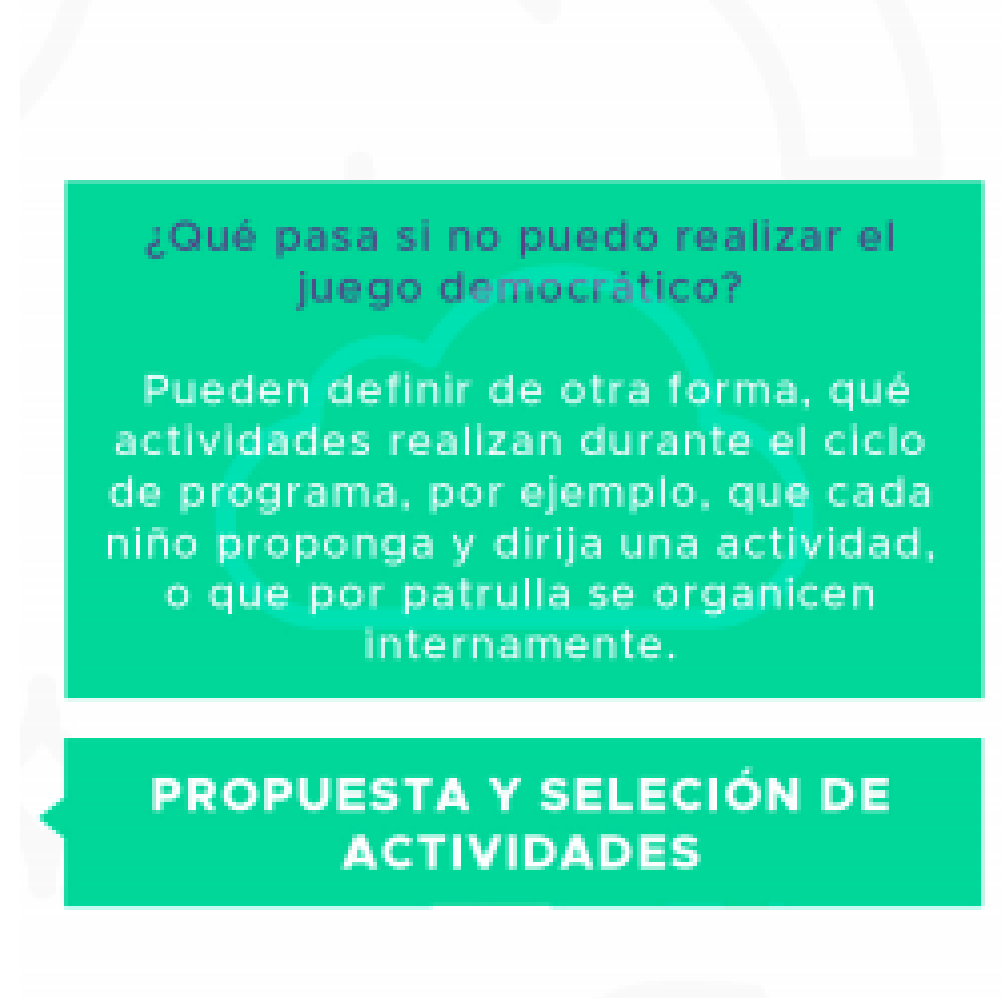 ¿Qué pasa si no puedo realizar el
juego democrático?
Pueden definir de otra forma, qué
actividades realizan durante el ciclo
de programa, por ejemplo, que cada
niño proponga y dirija una actividad,
o que por patrulla se organicen
internamente.
PROPUESTA Y SELECIÓN DE
ACTIVIDADES